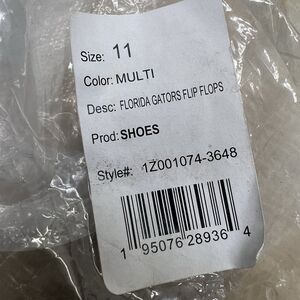 Size: 11
Color: MULTI
Desc: FLORIDA GATORS FLIP FLOPS
Prod: SHOES
Style#: 1Z001074-3648
1 95076 28936 4